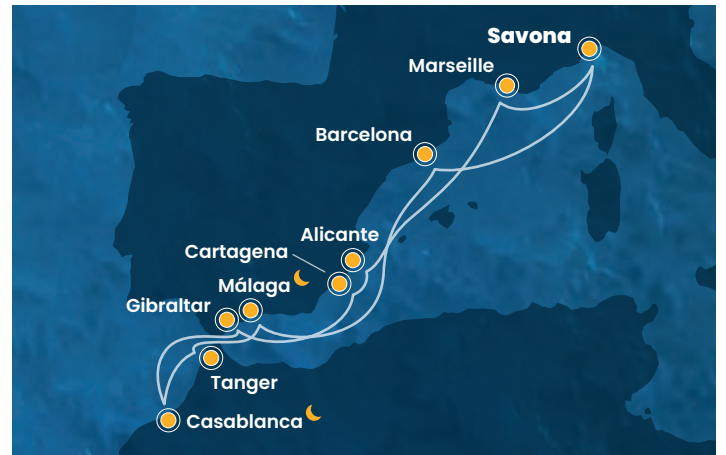 Savona
Marseille
Barcelona
Alicante
Cartagena
Málaga
Gibraltar
Tanger
Casablanca